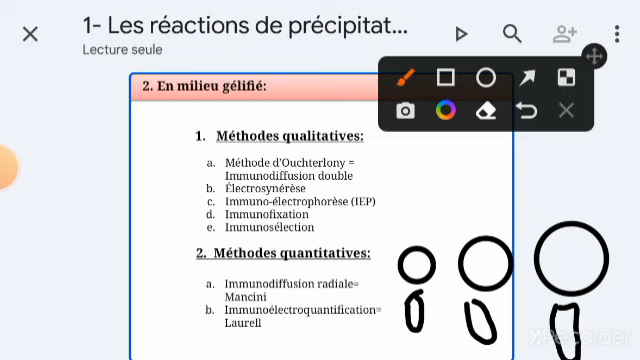 1- Les réactions de précipitat...
Lecture seule
2. En milieu gélifié:
1. Méthodes qualitatives:
a. Méthode d'Ouchterlony =
Immunodiffusion double
b. Électrosynérèse
c. Immuno-électrophorèse (IEP)
d. Immunofixation
e. Immunosélection
2. Méthodes quantitatives:
a. Immunodiffusion radiale=
Mancini
b. Immunoélectroquantification=
Laurell
XRecorder